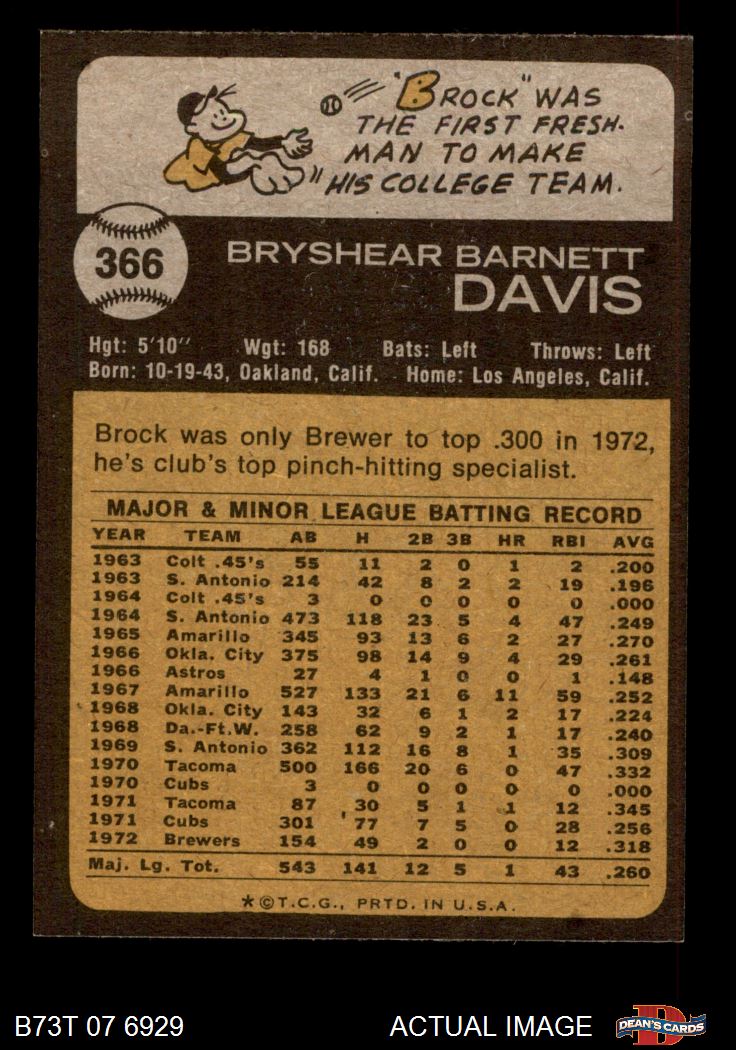 "BROCK" WAS
THE FIRST FRESH-
MAN TO MAKE
HIS COLLEGE TEAM.
366
BRYSHEAR BARNETT
DAVIS
Hgt: 5'10" Wgt: 168 Bats: Left Throws: Left
Born: 10-19-43, Oakland, Calif. - Home: Los Angeles, Calif.
Brock was only Brewer to top .300 in 1972,
he's club's top pinch-hitting specialist.
MAJOR & MINOR LEAGUE BATTING RECORD
YEAR TEAM AB H 2B 3B HR RBI AVG
1963 Colt .45's 55 11 2 0 1 2 .200
1963 S. Antonio 214 42 8 2 2 19 .196
1964 Colt .45's 3 0 0 0 0 0 .000
1964 S. Antonio 473 118 23 5 4 47 .249
1965 Amarillo 345 93 13 6 2 27 .270
1966 Okla. City 375 98 14 9 4 29 .261
1966 Astros 27 4 1 0 0 1 .148
1967 Amarillo 527 133 21 6 11 59 .252
1968 Okla. City 143 32 6 1 2 17 .224
1968 Da.-Ft.W. 258 62 9 2 1 17 .240
1969 S. Antonio 362 112 16 8 1 35 .309
1970 Tacoma 500 166 20 6 0 47 .332
1970 Cubs 3 0 0 0 0 0 .000
1971 Tacoma 87 30 5 1 1 12 .345
1971 Cubs 301 77 7 5 0 28 .256
1972 Brewers 154 49 2 0 0 12 .318
Maj. Lg. Tot. 543 141 12 5 1 43 .260
*©T.C.G., PRTD. IN U.S.A.
B73T 07 6929 ACTUAL IMAGE
D
DEAN'S CARDS